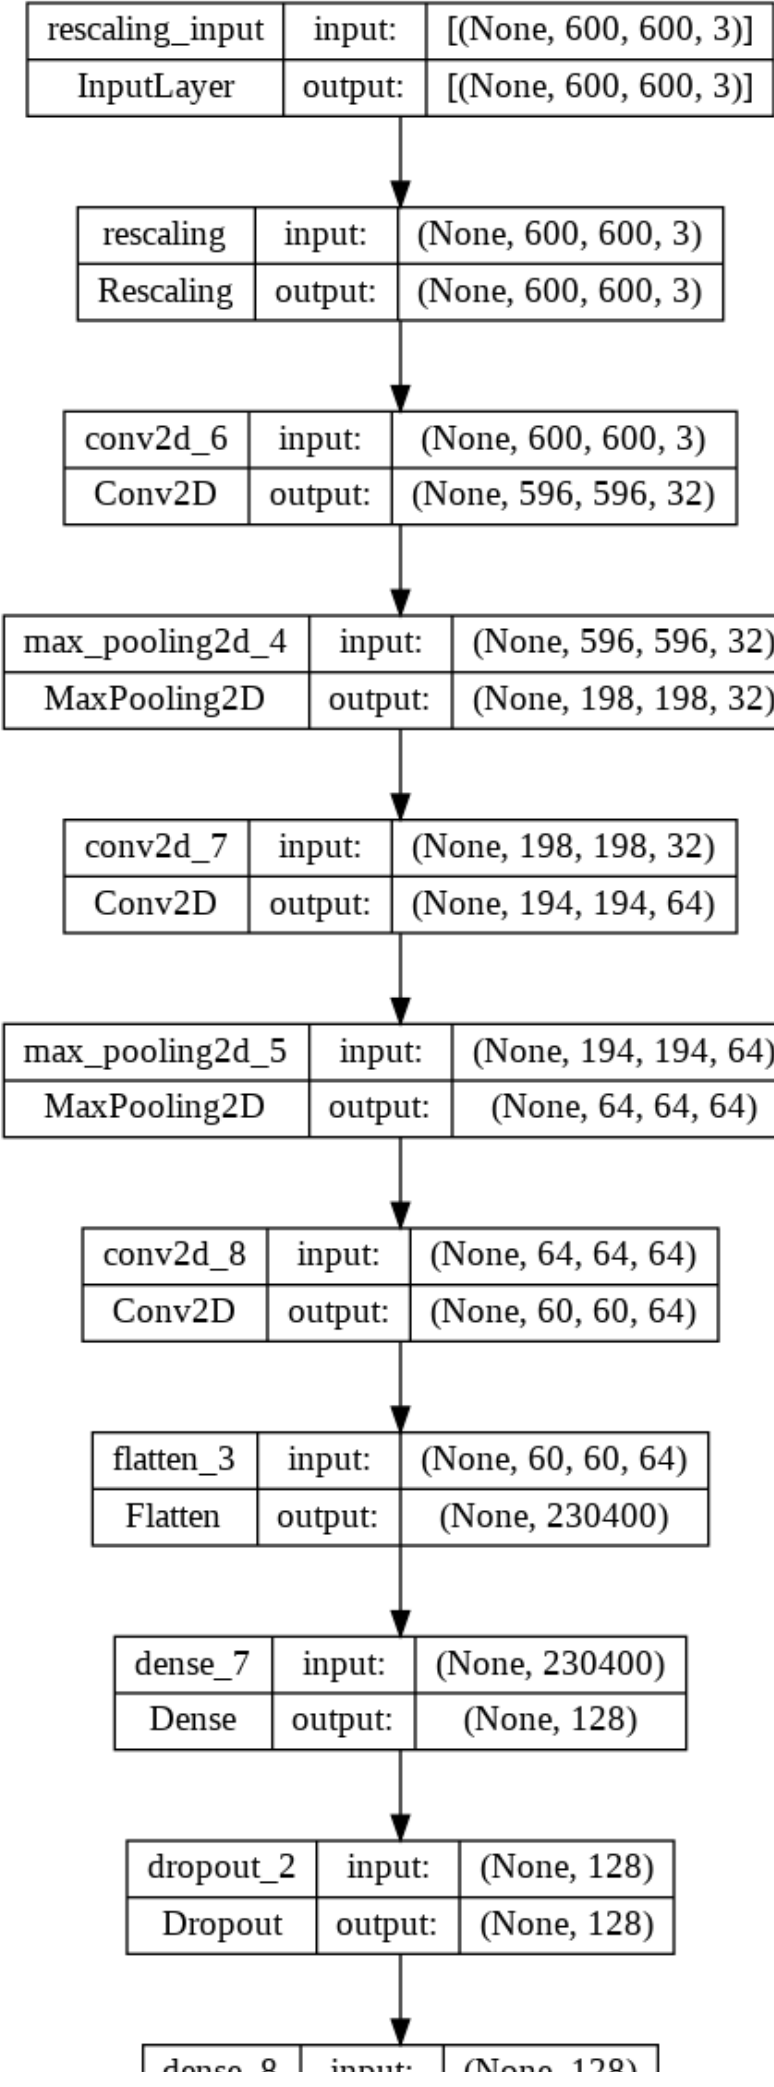 rescaling_input input: [(None, 600, 600, 3)]
InputLayer output: [(None, 600, 600, 3)]
rescaling input: (None, 600, 600, 3)
Rescaling output: (None, 600, 600, 3)
conv2d_6 input: (None, 600, 600, 3)
Conv2D output: (None, 596, 596, 32)
max_pooling2d_4 input: (None, 596, 596, 32)
MaxPooling2D output: (None, 198, 198, 32)
conv2d_7 input: (None, 198, 198, 32)
Conv2D output: (None, 194, 194, 64)
max_pooling2d_5 input: (None, 194, 194, 64)
MaxPooling2D output: (None, 64, 64, 64)
conv2d_8 input: (None, 64, 64, 64)
Conv2D output: (None, 60, 60, 64)
flatten_3 input: (None, 60, 60, 64)
Flatten output: (None, 230400)
dense_7 input: (None, 230400)
Dense output: (None, 128)
dropout_2 input: (None, 128)
Dropout output: (None, 128)
dense_8 input: (None, 128)